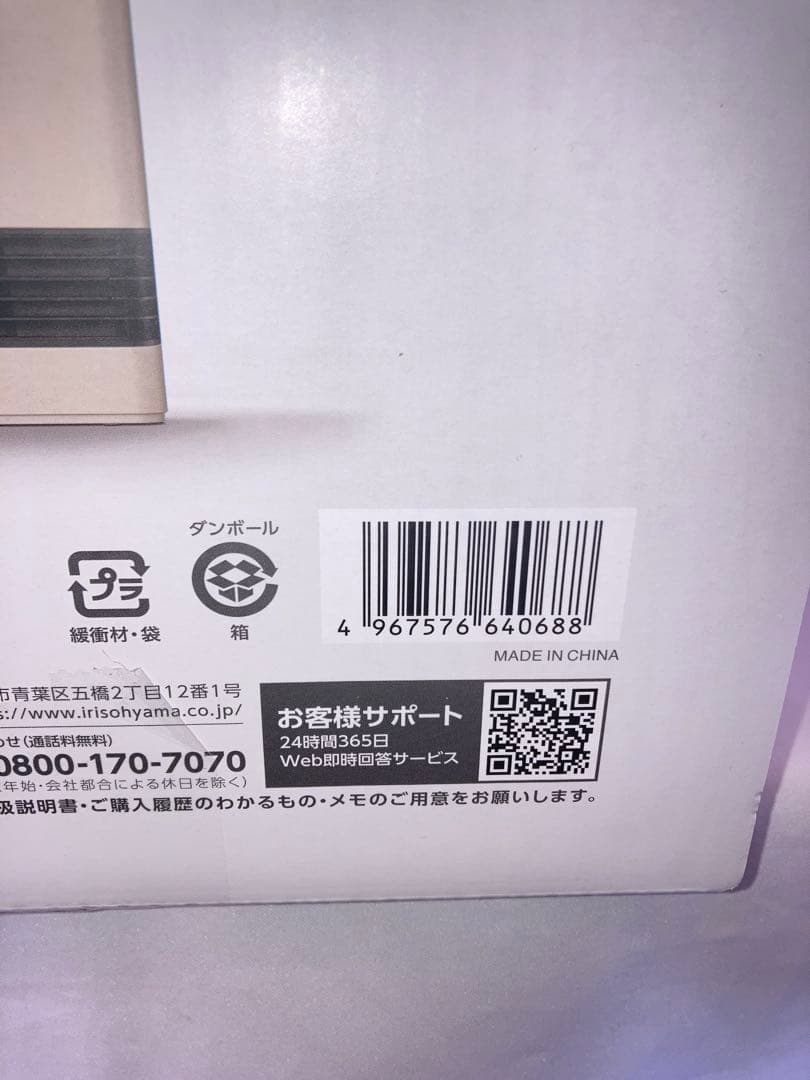 ダンボール
プラ
緩衝材・袋
箱
4 967576 640688
MADE IN CHINA
市青葉区五橋2丁目12番1号
s://www.irisohyama.co.jp/
わせ(通話料無料)
0800-170-7070
年始・会社都合による休日を除く)
お客様サポート
24時間365日
Web即時回答サービス
扱説明書・ご購入履歴のわかるもの・メモのご用意をお願いします。